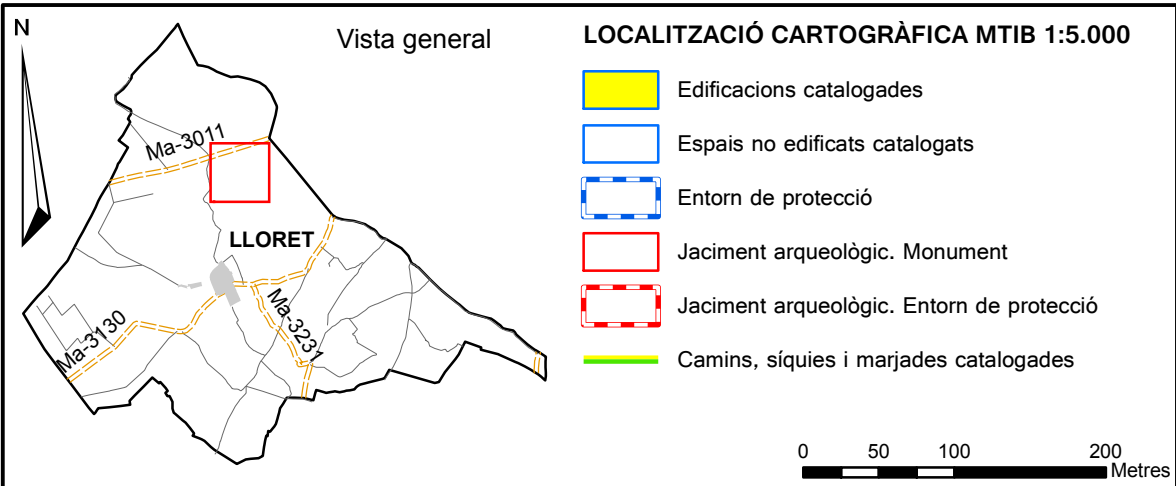 N
Vista general
Ma-3011
LLORET
Ma-3130
Ma-3231
LOCALITZACIÓ CARTOGRÀFICA MTIB 1:5.000
Edificacions catalogades
Espais no edificats catalogats
Entorn de protecció
Jaciment arqueològic. Monument
Jaciment arqueològic. Entorn de protecció
Camins, síquies i marjades catalogades
0 50 100 200
Metres